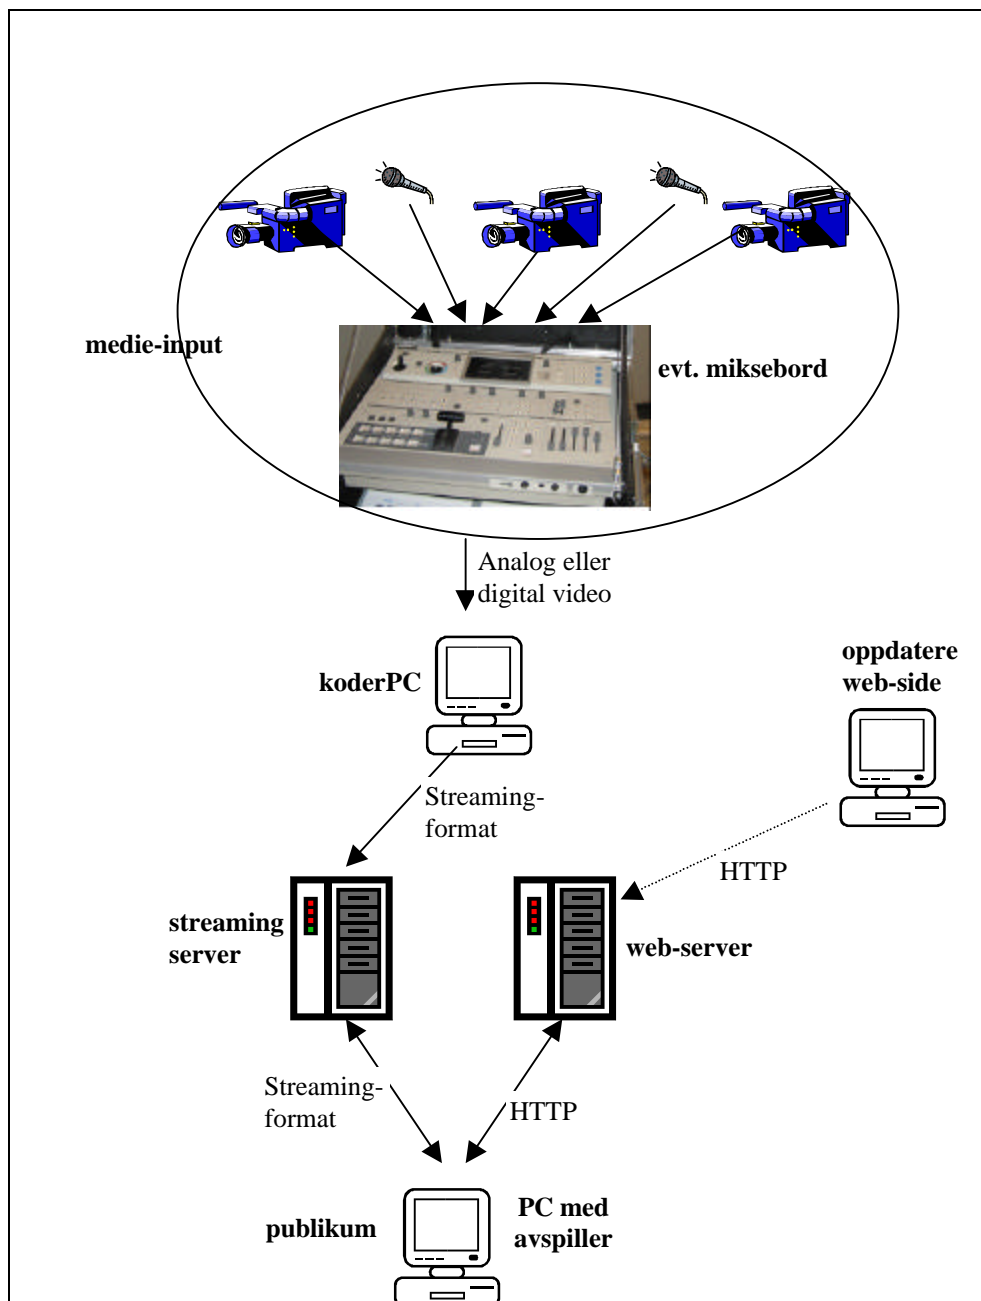 medie-input
evt. miksebord
Analog eller
digital video
koderPC
oppdatere
web-side
Streaming-
format
HTTP
streaming
server
web-server
Streaming-
format
HTTP
publikum
PC med
avspiller